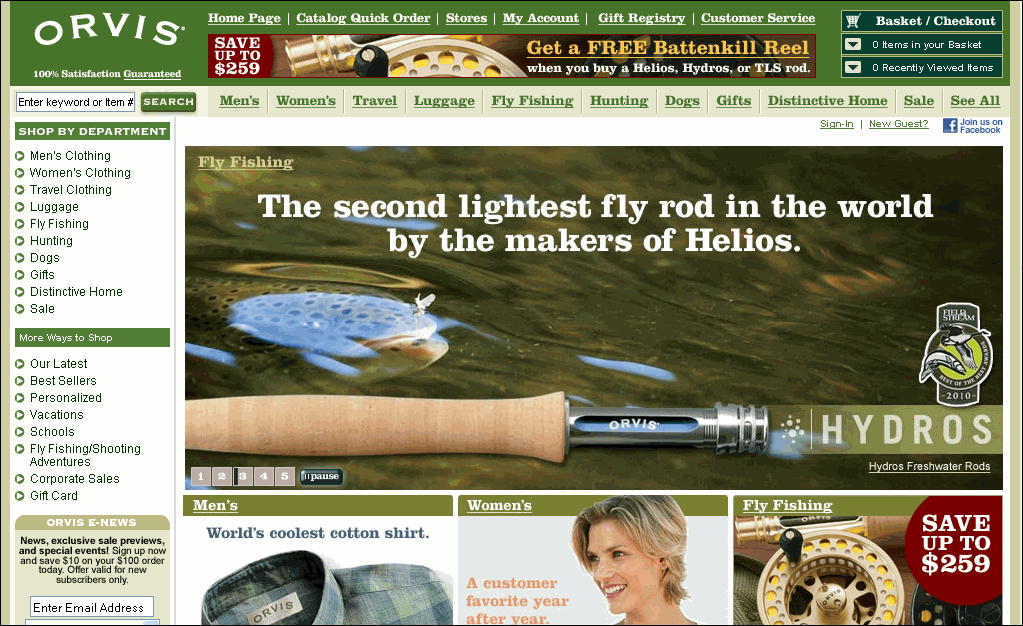 ORVIS
100% Satisfaction Guaranteed
Home Page | Catalog Quick Order | Stores | My Account | Gift Registry | Customer Service
SAVE
UP TO
$259
Get a FREE Battenkill Reel
when you buy a Helios, Hydros, or TLS rod.
Basket / Checkout
0 Items in your Basket
0 Recently Viewed Items
Enter keyword or Item #
SEARCH
Men's
Women's
Travel
Luggage
Fly Fishing
Hunting
Dogs
Gifts
Distinctive Home
Sale
See All
Sign-In | New Guest?
Join us on
Facebook
SHOP BY DEPARTMENT
Men's Clothing
Women's Clothing
Travel Clothing
Luggage
Fly Fishing
Hunting
Dogs
Gifts
Distinctive Home
Sale
More Ways to Shop
Our Latest
Best Sellers
Personalized
Vacations
Schools
Fly Fishing/Shooting
Adventures
Corporate Sales
Gift Card
ORVIS E-NEWS
News, exclusive sale previews,
and special events! Sign up now
and save $10 on your $100 order
today. Offer valid for new
subscribers only.
Enter Email Address
Fly Fishing
The second lightest fly rod in the world
by the makers of Helios.
FIELD &
STREAM
BEST OF THE BEST AWARDS
-2010-
ORVIS
HYDROS
Hydros Freshwater Rods
1 2 3 4 5 pause
Men's
World's coolest cotton shirt.
ORVIS
Women's
A customer
favorite year
after year.
Fly Fishing
ORVIS
SAVE
UP TO
$259